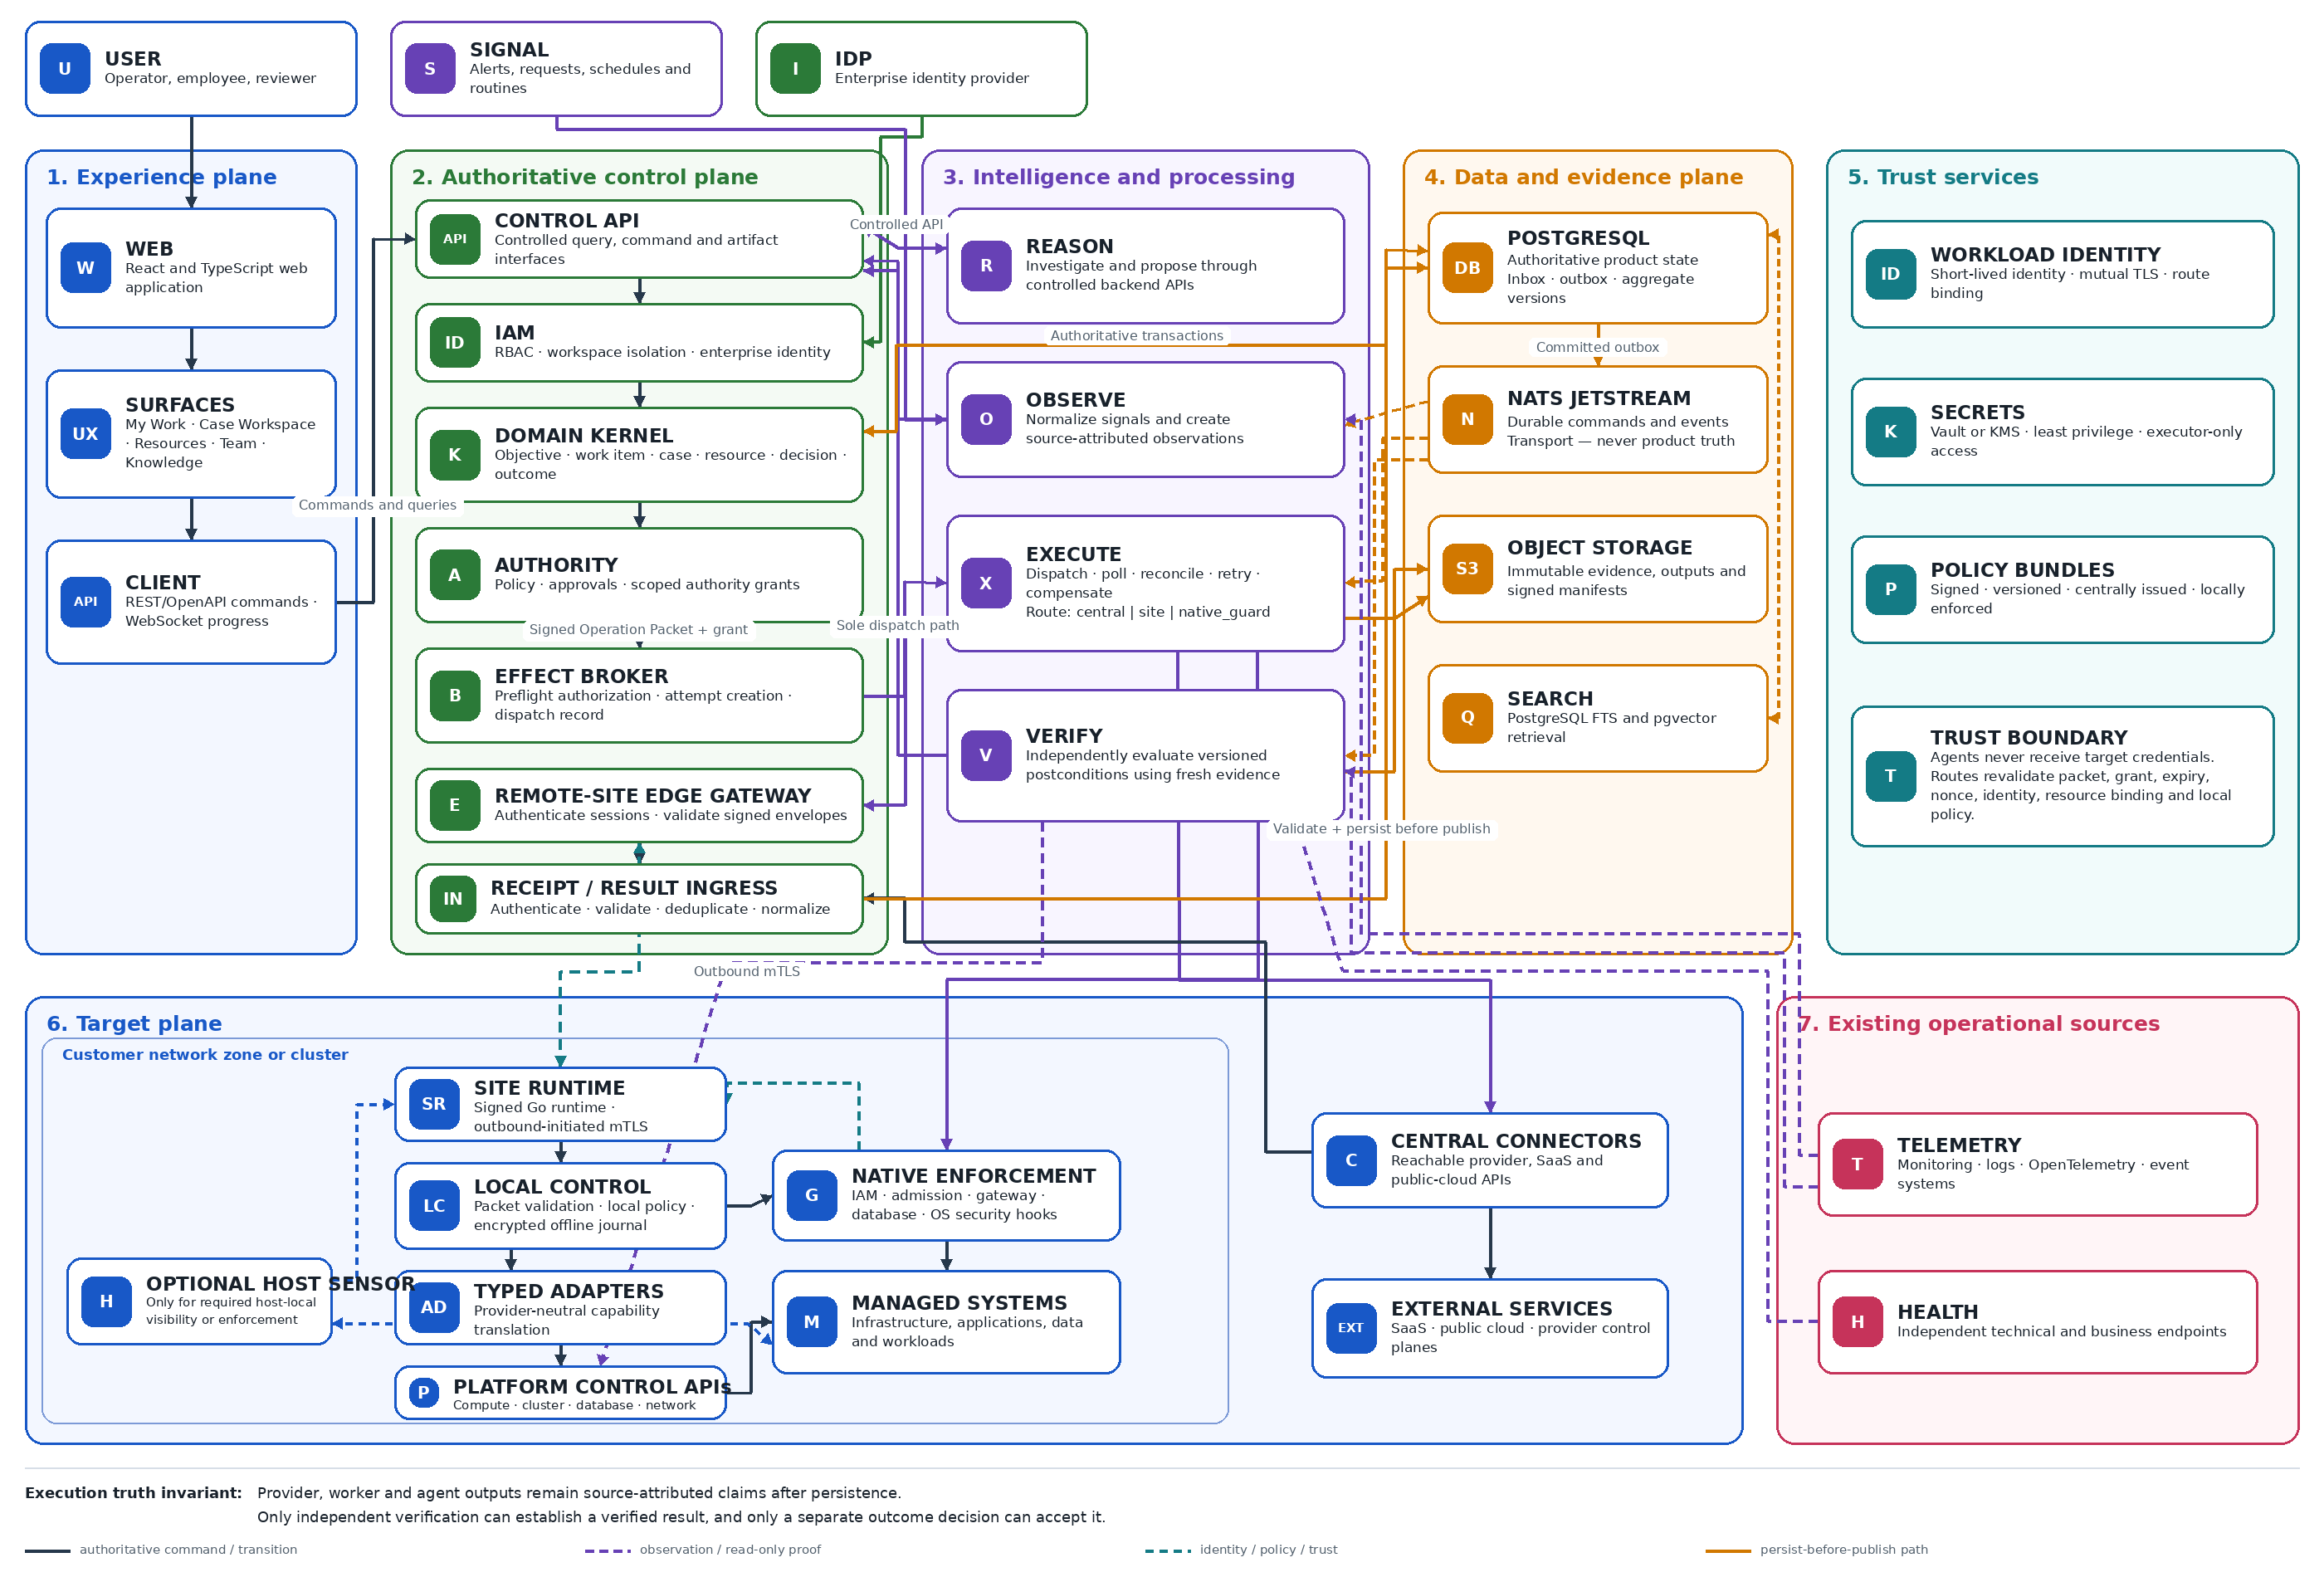 U
USER
Operator, employee, reviewer
S
SIGNAL
Alerts, requests, schedules and
routines
I
IDP
Enterprise identity provider
1. Experience plane
W
WEB
React and TypeScript web
application
UX
SURFACES
My Work · Case Workspace
· Resources · Team ·
Knowledge
Commands and queries
API
CLIENT
REST/OpenAPI commands ·
WebSocket progress
2. Authoritative control plane
API
CONTROL API
Controlled query, command and artifact
interfaces
Controlled API
ID
IAM
RBAC · workspace isolation · enterprise identity
K
DOMAIN KERNEL
Objective · work item · case · resource · decision ·
outcome
A
AUTHORITY
Policy · approvals · scoped authority grants
Signed Operation Packet + grant
Sole dispatch path
B
EFFECT BROKER
Preflight authorization · attempt creation ·
dispatch record
E
REMOTE-SITE EDGE GATEWAY
Authenticate sessions · validate signed envelopes
IN
RECEIPT / RESULT INGRESS
Authenticate · validate · deduplicate · normalize
3. Intelligence and processing
R
REASON
Investigate and propose through
controlled backend APIs
Authoritative transactions
O
OBSERVE
Normalize signals and create
source-attributed observations
X
EXECUTE
Dispatch · poll · reconcile · retry ·
compensate
Route: central | site | native_guard
V
VERIFY
Independently evaluate versioned
postconditions using fresh evidence
Validate + persist before publish
4. Data and evidence plane
DB
POSTGRESQL
Authoritative product state
Inbox · outbox · aggregate
versions
Committed outbox
N
NATS JETSTREAM
Durable commands and events
Transport — never product truth
S3
OBJECT STORAGE
Immutable evidence, outputs and
signed manifests
Q
SEARCH
PostgreSQL FTS and pgvector
retrieval
5. Trust services
ID
WORKLOAD IDENTITY
Short-lived identity · mutual TLS · route
binding
K
SECRETS
Vault or KMS · least privilege · executor-only
access
P
POLICY BUNDLES
Signed · versioned · centrally issued · locally
enforced
T
TRUST BOUNDARY
Agents never receive target credentials.
Routes revalidate packet, grant, expiry,
nonce, identity, resource binding and local
policy.
Outbound mTLS
6. Target plane
Customer network zone or cluster
SR
SITE RUNTIME
Signed Go runtime ·
outbound-initiated mTLS
LC
LOCAL CONTROL
Packet validation · local policy ·
encrypted offline journal
H
OPTIONAL HOST SENSOR
Only for required host-local
visibility or enforcement
AD
TYPED ADAPTERS
Provider-neutral capability
translation
P
PLATFORM CONTROL APIs
Compute · cluster · database · network
G
NATIVE ENFORCEMENT
IAM · admission · gateway ·
database · OS security hooks
M
MANAGED SYSTEMS
Infrastructure, applications, data
and workloads
C
CENTRAL CONNECTORS
Reachable provider, SaaS and
public-cloud APIs
EXT
EXTERNAL SERVICES
SaaS · public cloud · provider control
planes
7. Existing operational sources
T
TELEMETRY
Monitoring · logs · OpenTelemetry · event
systems
H
HEALTH
Independent technical and business endpoints
Execution truth invariant: Provider, worker and agent outputs remain source-attributed claims after persistence.
Only independent verification can establish a verified result, and only a separate outcome decision can accept it.
authoritative command / transition
observation / read-only proof
identity / policy / trust
persist-before-publish path